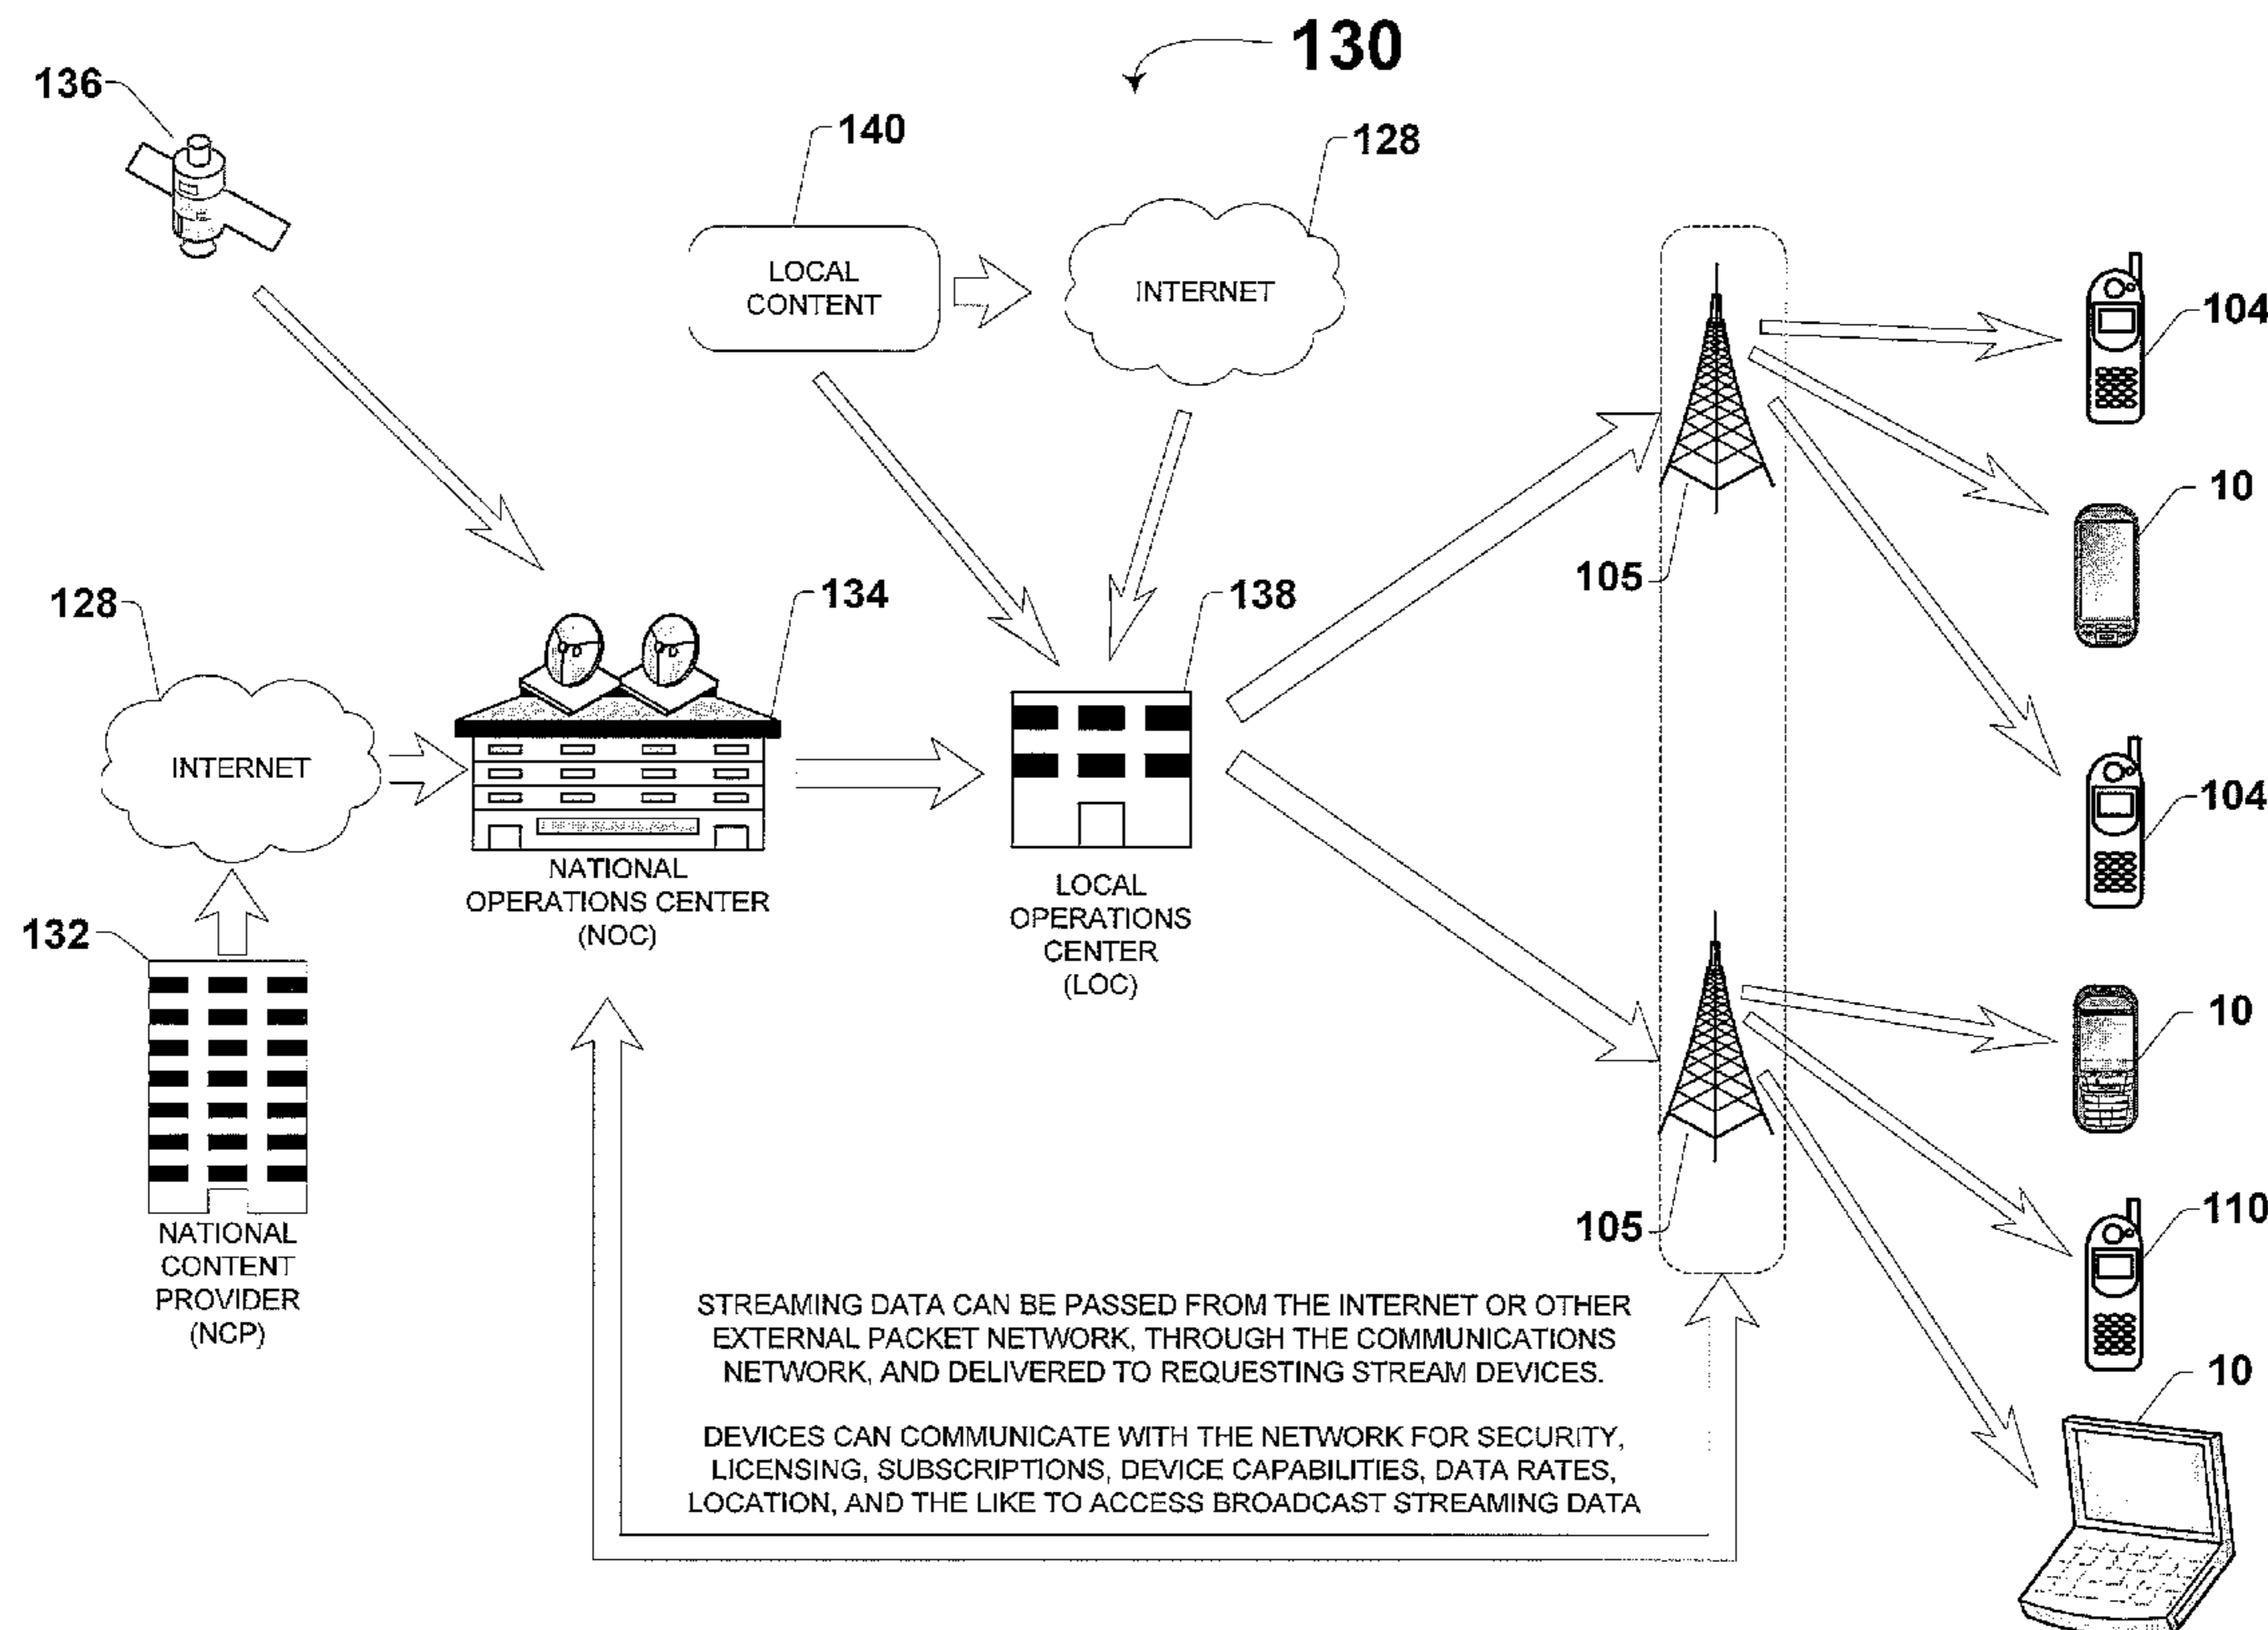 130
136
140
128
LOCAL
CONTENT
INTERNET
104
10
105
128
134
138
INTERNET
104
NATIONAL
OPERATIONS CENTER
(NOC)
LOCAL
OPERATIONS
CENTER
(LOC)
132
10
NATIONAL
CONTENT
PROVIDER
(NCP)
105
110
STREAMING DATA CAN BE PASSED FROM THE INTERNET OR OTHER
EXTERNAL PACKET NETWORK, THROUGH THE COMMUNICATIONS
NETWORK, AND DELIVERED TO REQUESTING STREAM DEVICES.
10
DEVICES CAN COMMUNICATE WITH THE NETWORK FOR SECURITY,
LICENSING, SUBSCRIPTIONS, DEVICE CAPABILITIES, DATA RATES,
LOCATION, AND THE LIKE TO ACCESS BROADCAST STREAMING DATA